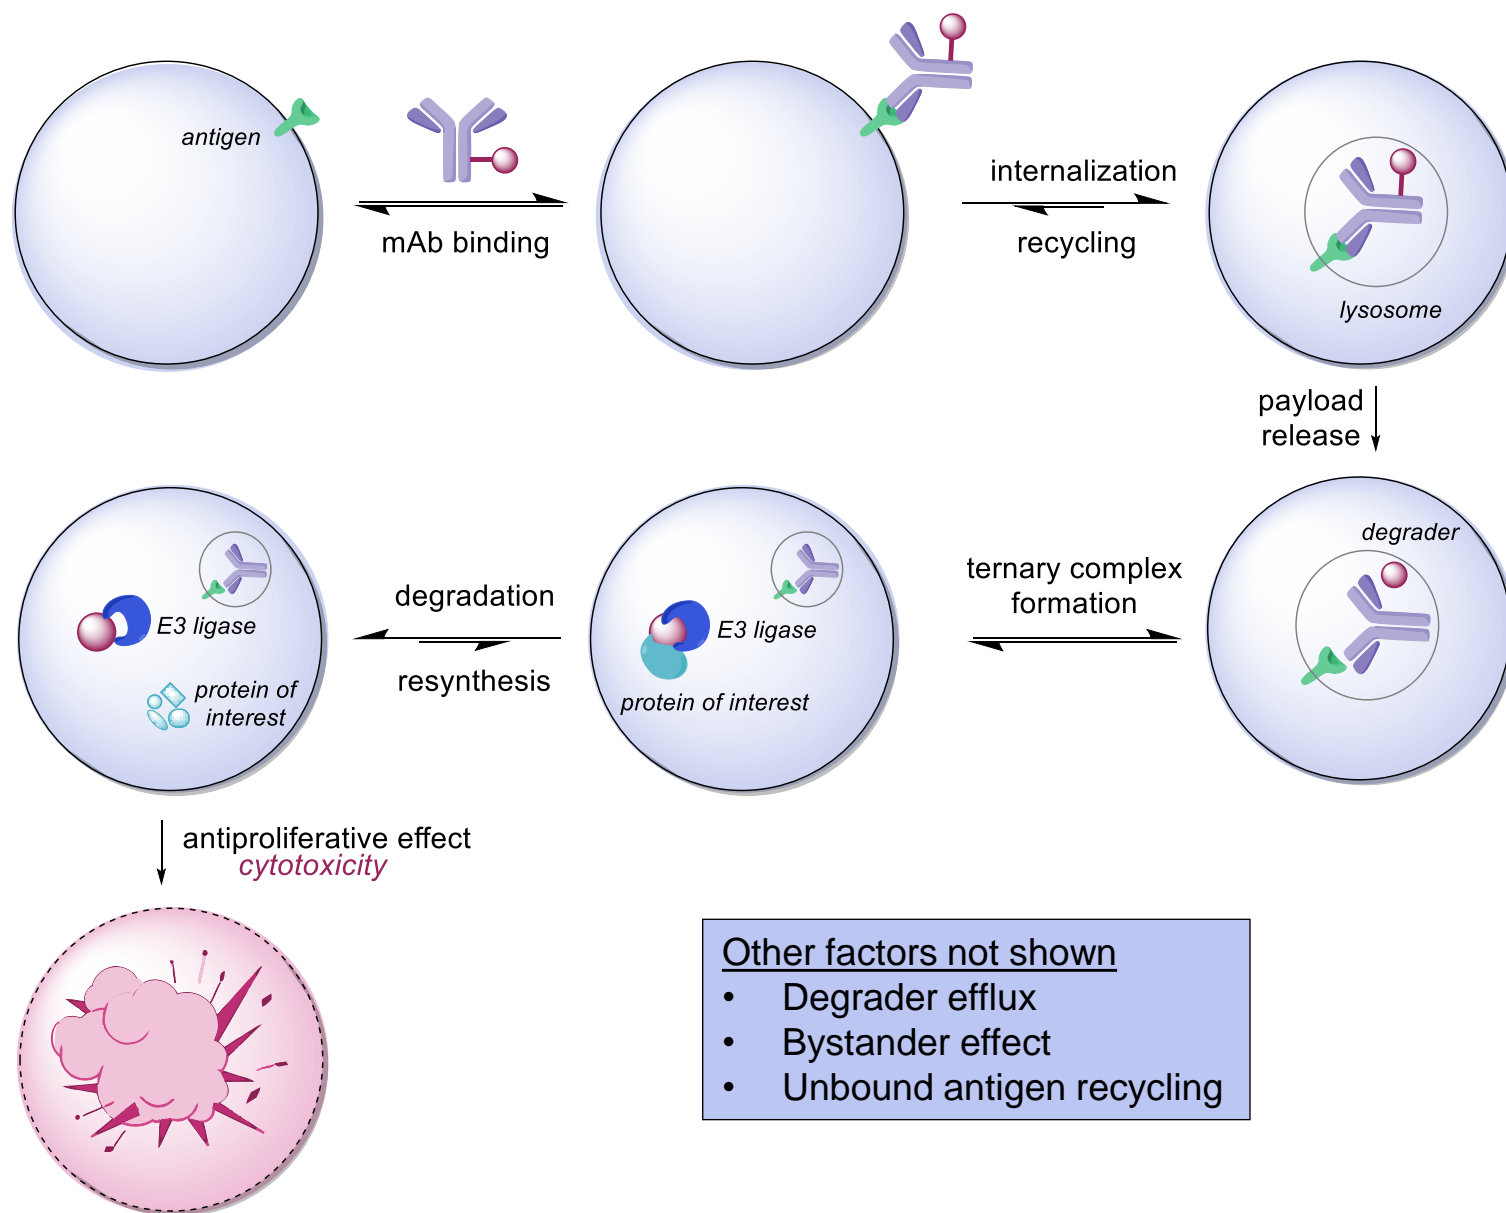 antigen
mAb binding
internalization
recycling
lysosome
payload
release
degrader
ternary complex
formation
E3 ligase
protein of interest
degradation
resynthesis
E3 ligase
protein of
interest
antiproliferative effect
cytotoxicity
Other factors not shown
• Degrader efflux
• Bystander effect
• Unbound antigen recycling